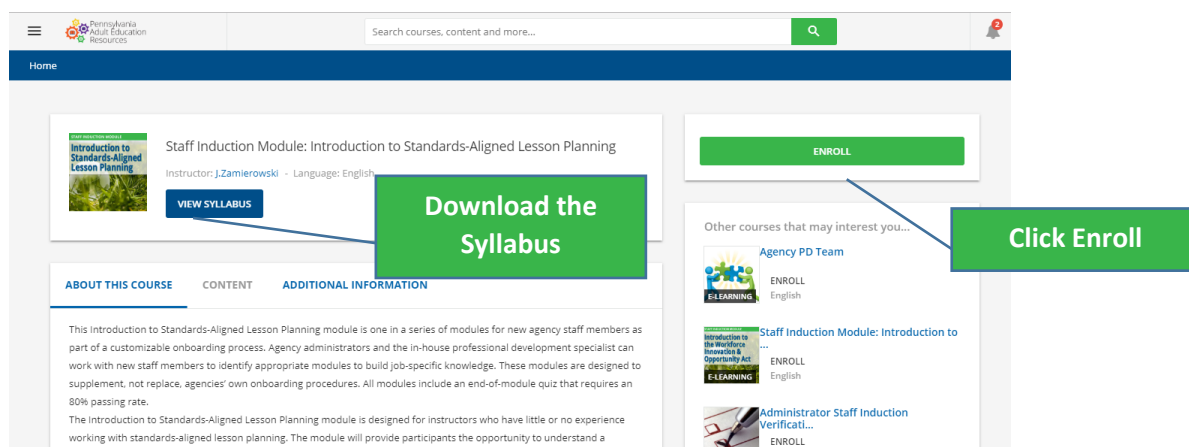 Pennsylvania
Adult Education
Resources
Search courses, content and more...
2
Home
STAFF INDUCTION MODULE
Introduction to
Standards-Aligned
Lesson Planning
Staff Induction Module: Introduction to Standards-Aligned Lesson Planning
Instructor: J.Zamierowski - Language: English
VIEW SYLLABUS
Download the
Syllabus
ENROLL
Click Enroll
ABOUT THIS COURSE CONTENT ADDITIONAL INFORMATION
This Introduction to Standards-Aligned Lesson Planning module is one in a series of modules for new agency staff members as
part of a customizable onboarding process. Agency administrators and the in-house professional development specialist can
work with new staff members to identify appropriate modules to build job-specific knowledge. These modules are designed to
supplement, not replace, agencies' own onboarding procedures. All modules include an end-of-module quiz that requires an
80% passing rate.
The Introduction to Standards-Aligned Lesson Planning module is designed for instructors who have little or no experience
working with standards-aligned lesson planning. The module will provide participants the opportunity to understand a
Other courses that may interest you...
Agency PD Team
ENROLL
E-LEARNING
English
Introduction to
the Workforce
Innovation &
Opportunity Act
E-LEARNING
Staff Induction Module: Introduction to
...
ENROLL
English
Administrator Staff Induction
Verificati...
ENROLL